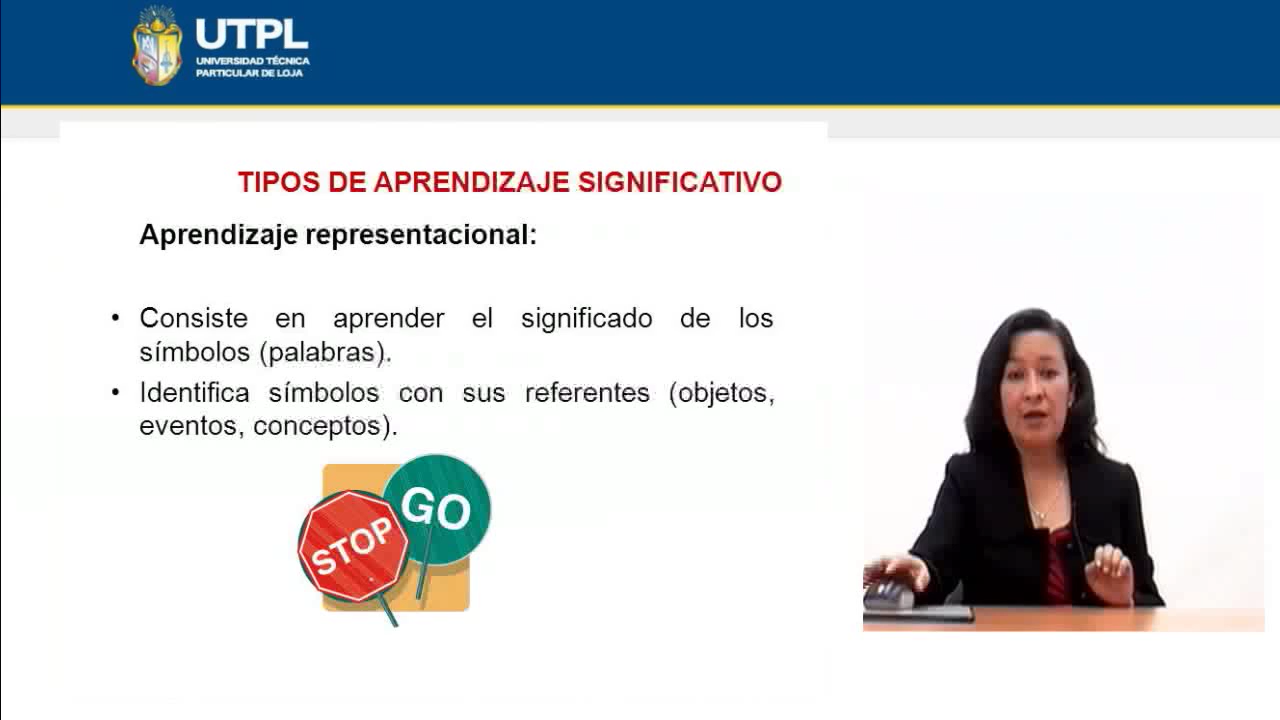 UTPL
UNIVERSIDAD TÉCNICA
PARTICULAR DE LOJA
TIPOS DE APRENDIZAJE SIGNIFICATIVO
Aprendizaje representacional:
• Consiste en aprender el significado de los
símbolos (palabras).
• Identifica símbolos con sus referentes (objetos,
eventos, conceptos).
GO
STOP